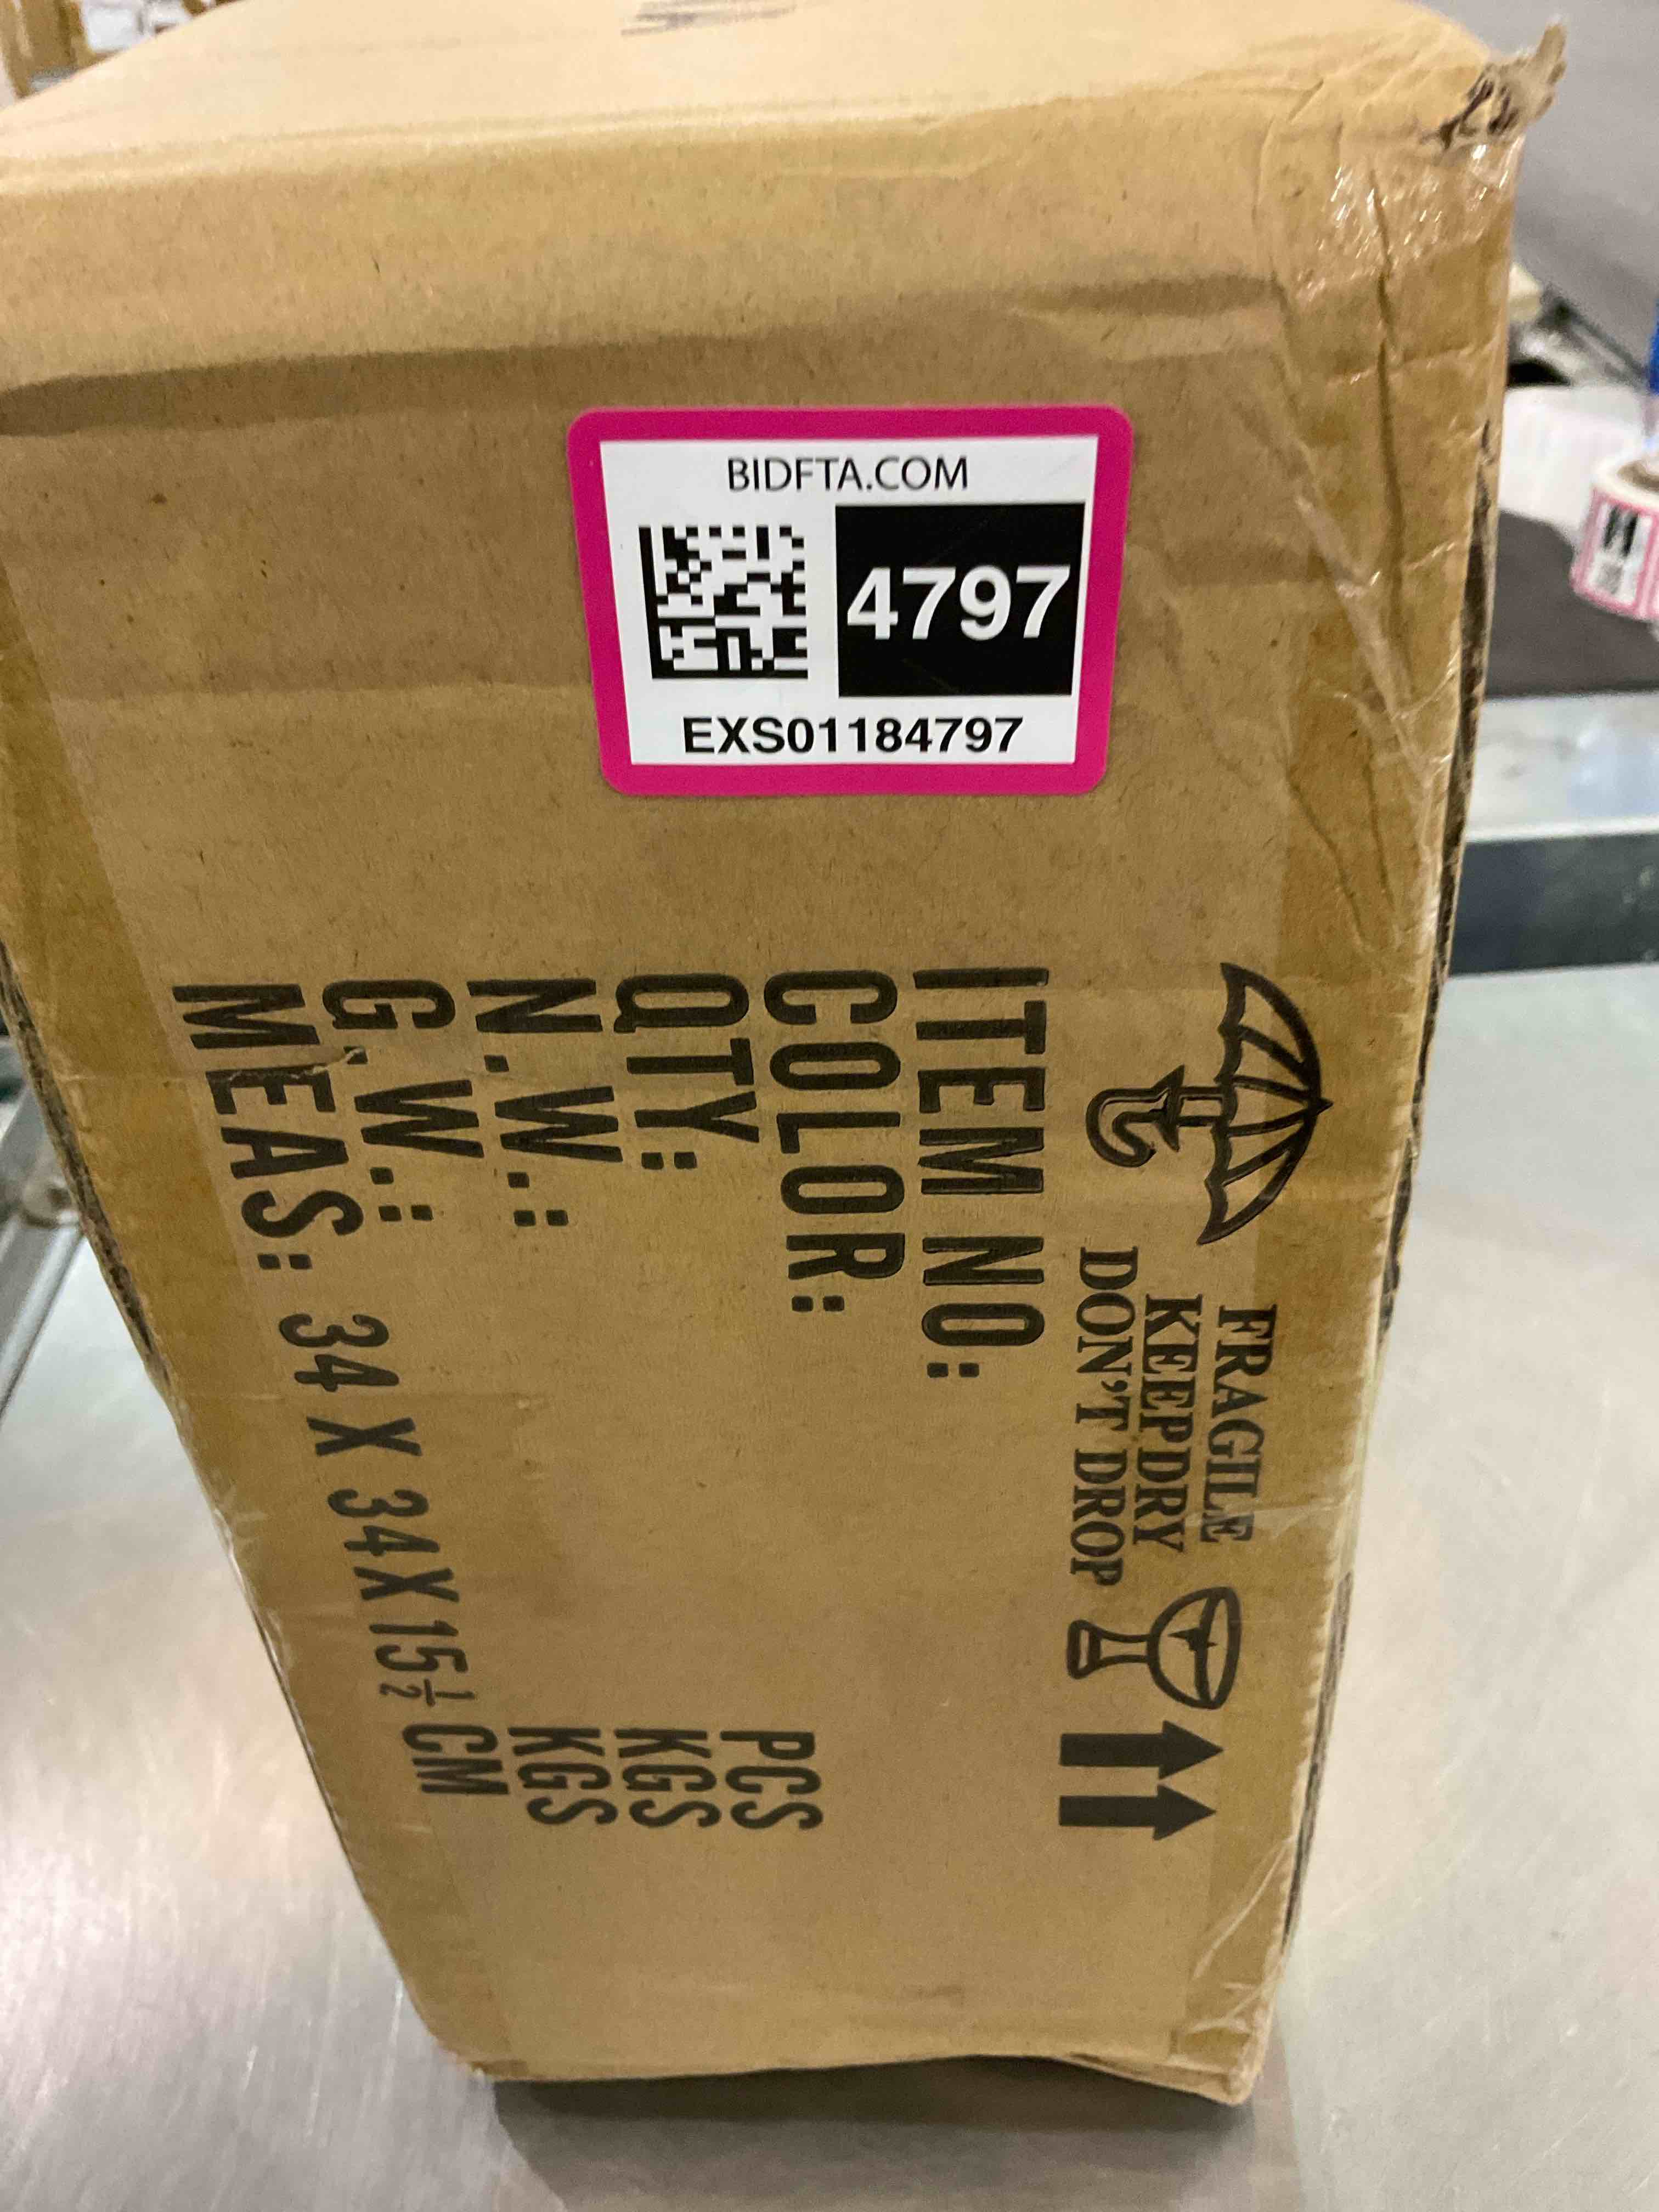 BIDFTA.COM
4797
EXS01184797
FRAGILE
KEEP DRY
DON'T DROP
ITEM NO:
COLOR:
QTY: PCS
N.W.: KGS
G.W.: KGS
MEAS: 34 X 34 X 15½ CM